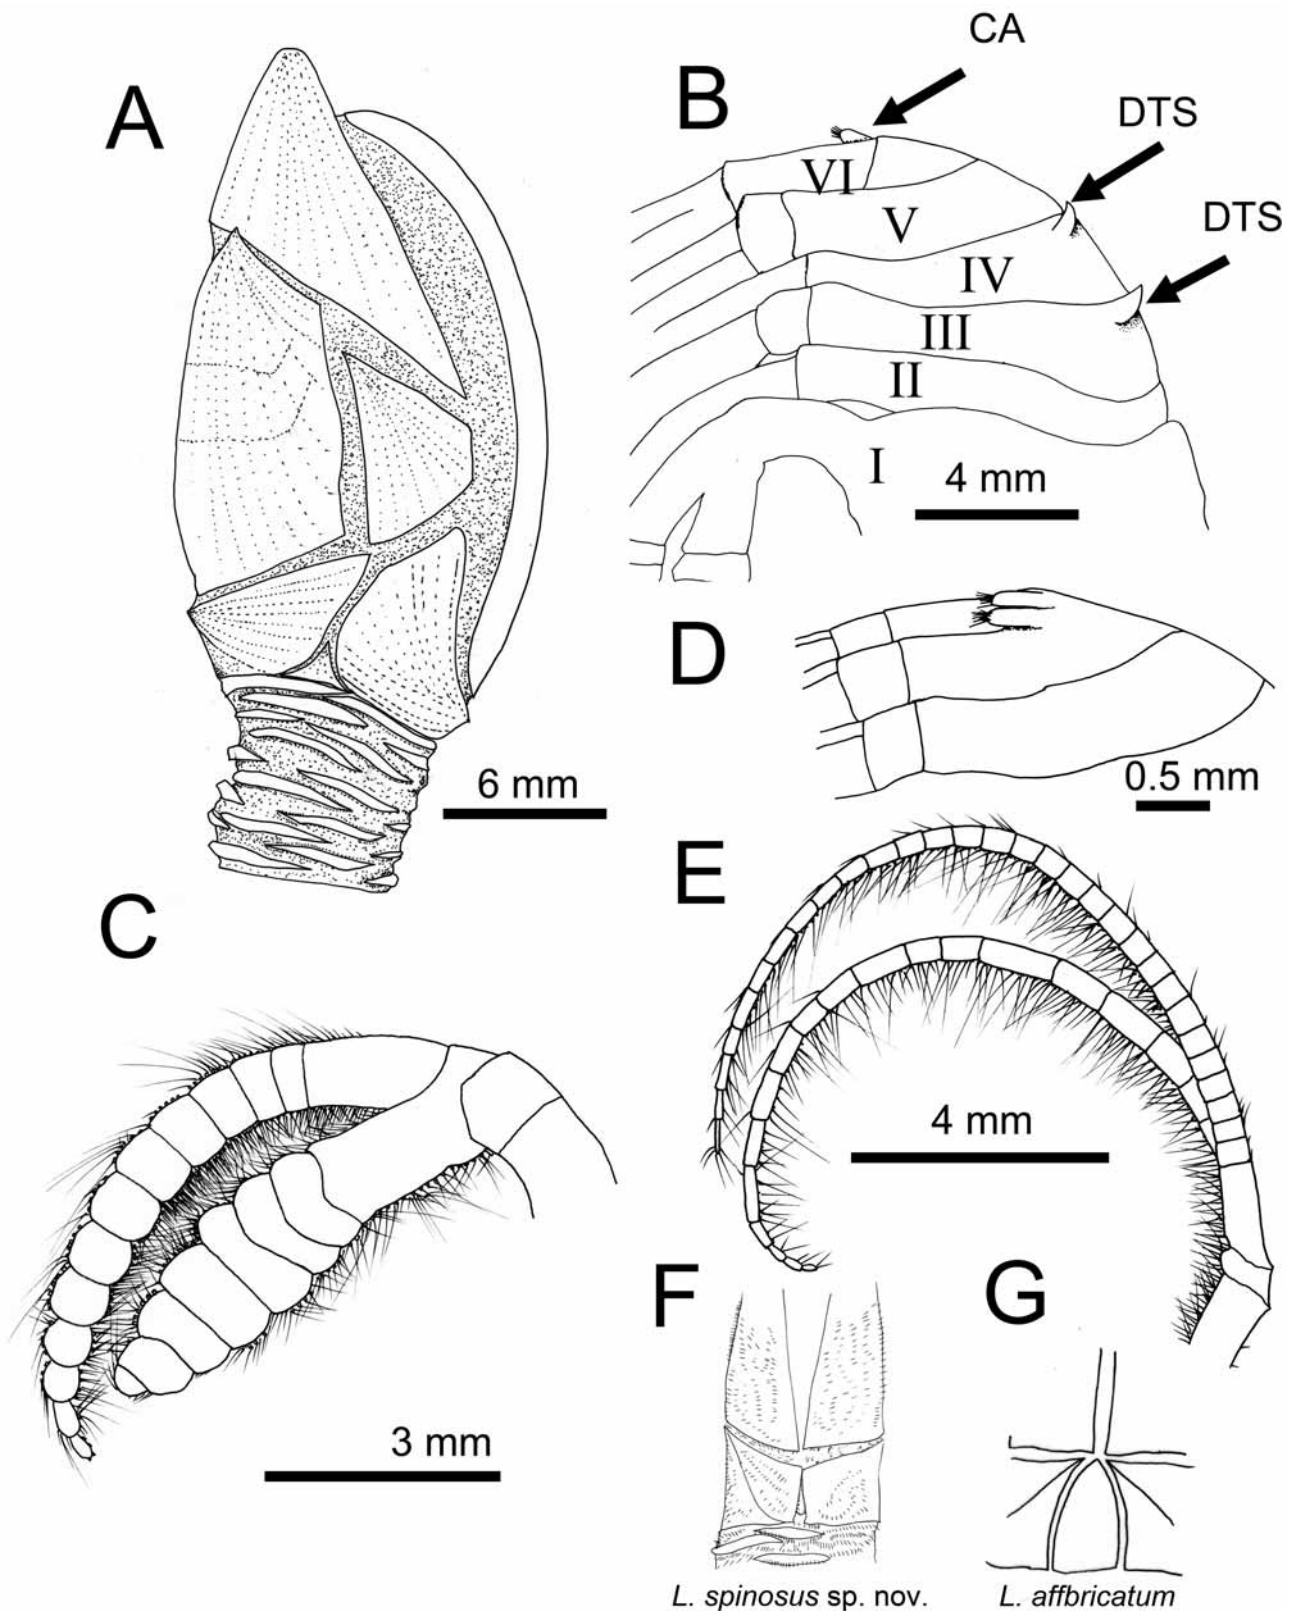 A
B
CA
DTS
DTS
VI
V
IV
III
II
I
4 mm
6 mm
D
0.5 mm
C
E
4 mm
3 mm
F
G
L. spinosus sp. nov.
L. affbricatum